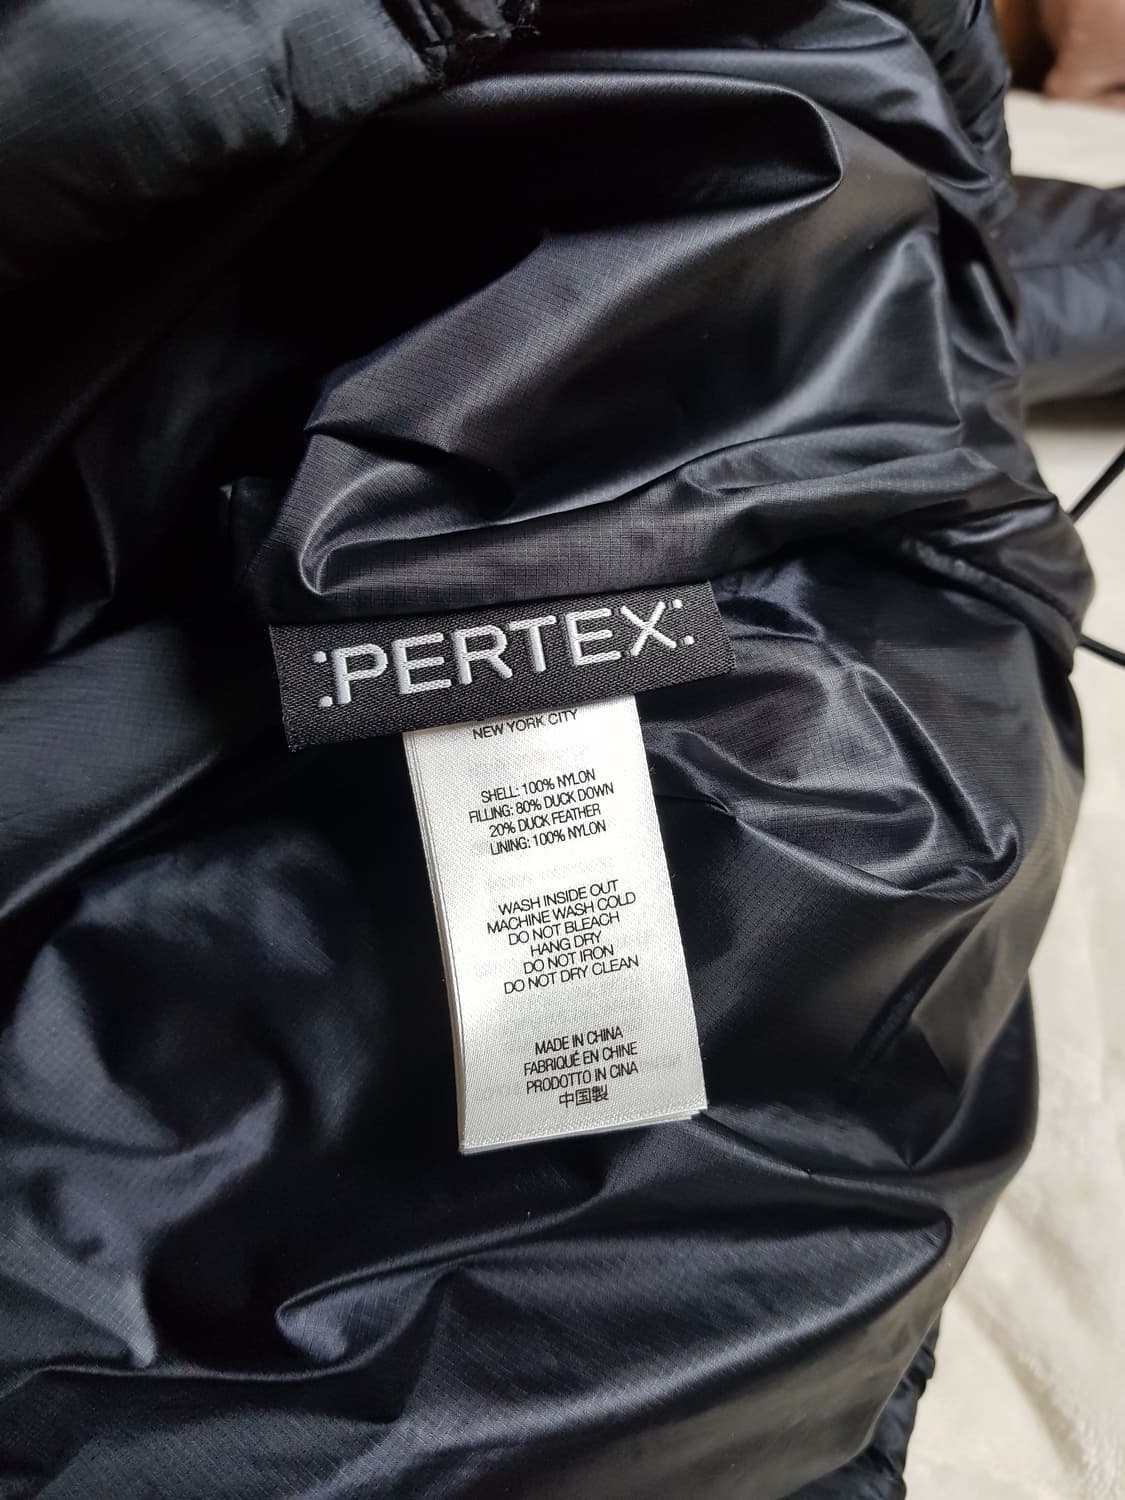 PERTEX
NEW YORK CITY
SHELL: 100% NYLON
FILLING: 80% DUCK DOWN
20% DUCK FEATHER
LINING: 100% NYLON
WASH INSIDE OUT
MACHINE WASH COLD
DO NOT BLEACH
HANG DRY
DO NOT IRON
DO NOT DRY CLEAN
MADE IN CHINA
FABRIQUÉ EN CHINE
PRODOTTO IN CINA
中国製